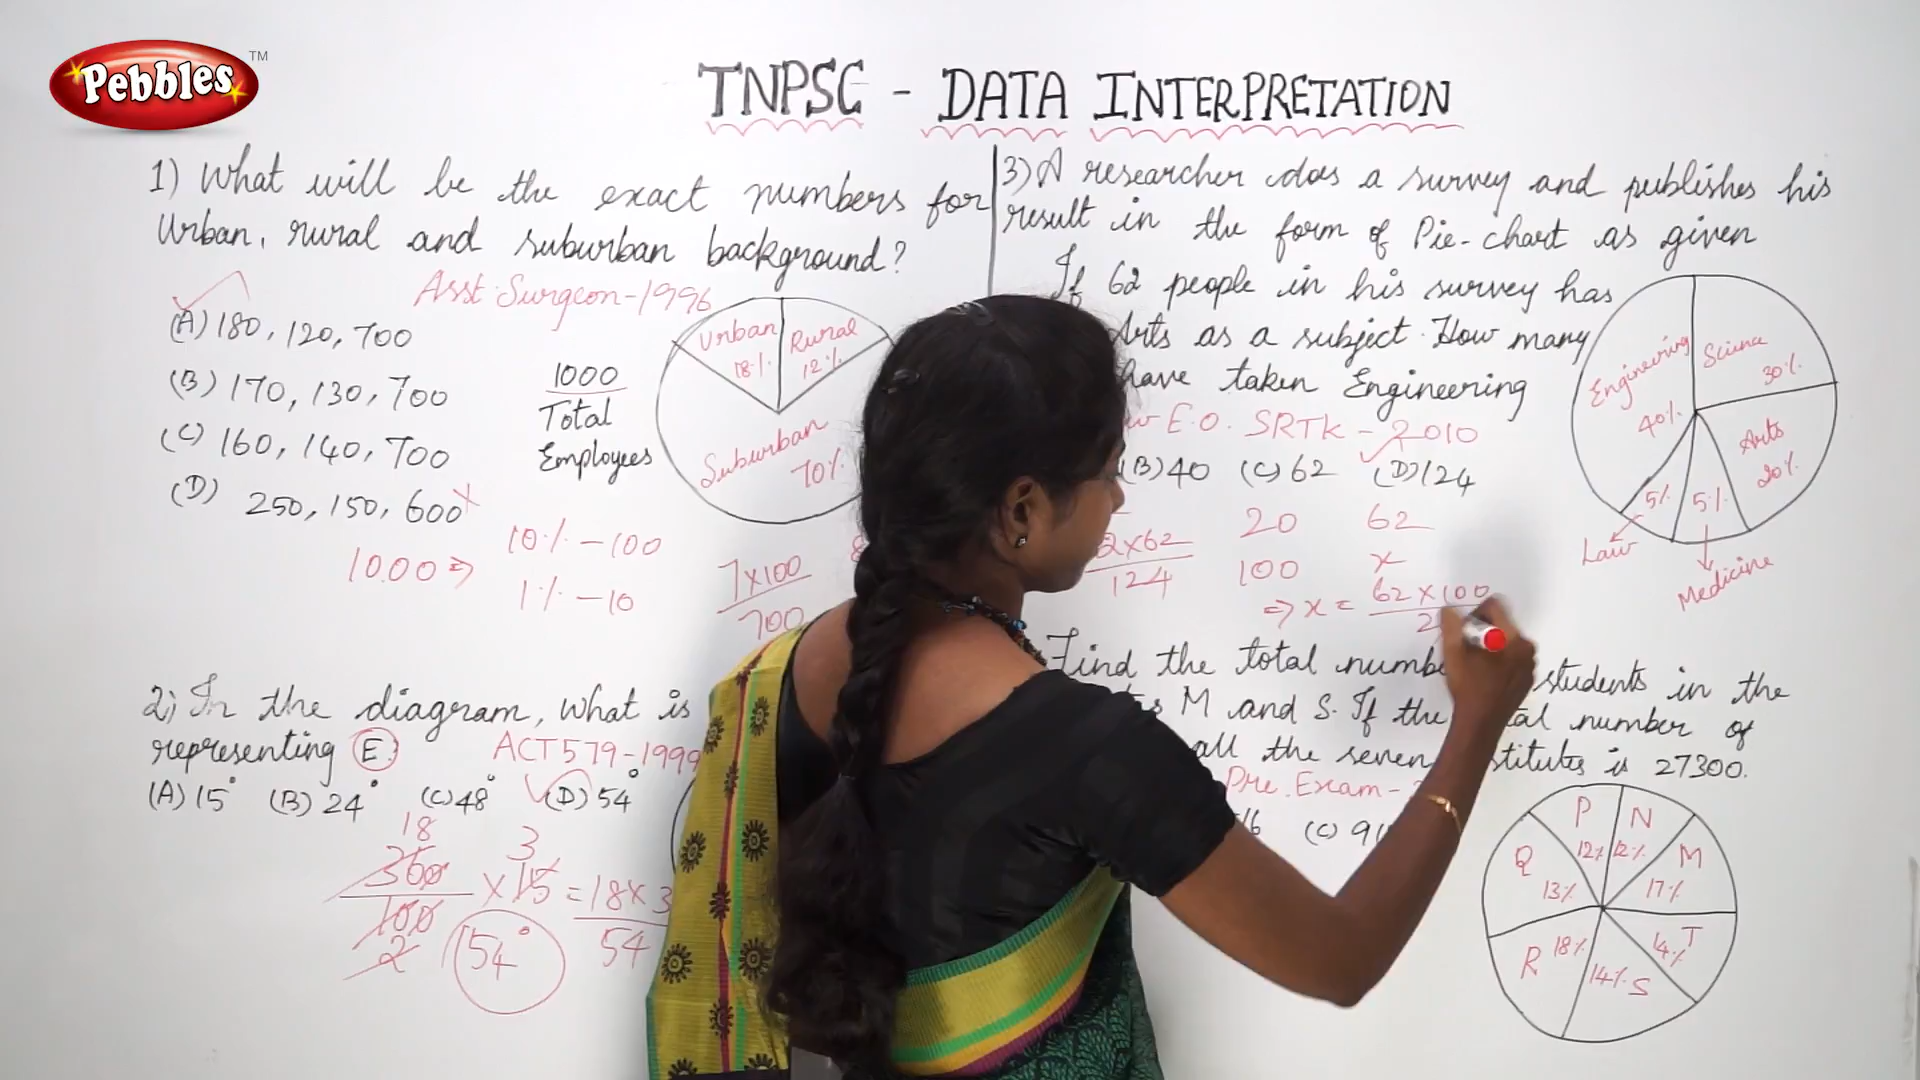 Pebbles TM
TNPSC - DATA INTERPRETATION
1) What will be the exact numbers for
Urban, rural and suburban background?
Asst. Surgeon - 1996
(A) 180, 120, 700
(B) 170, 130, 700
(C) 160, 140, 700
(D) 250, 150, 600 X
1000
Total
Employees
Urban
18%
Rural
12%
Suburban
70%
1000 ⇒
10% - 100
1% - 10
7x100
700
2) In the diagram, what is
representing E?
ACT 579-1999
(A) 15° (B) 24° (C) 48° (D) 54°
18
3
360
x 15 = 18x3
100
54
2
54°
3) A researcher does a survey and publishes his
result in the form of Pie-chart as given
If 62 people in his survey has
Arts as a subject. How many
have taken Engineering
E.O. SRTK - 2010
(B) 40 (C) 62 (D) 124
2x62
124
20 62
100 x
⇒ x = 62x100
Engineering
40%
Science
30%
Arts
20%
5%
5%
Law
Medicine
Find the total students in the
M and S. If the number of
all the seven is 27300.
Pre. Exam -
(C)
P
12%
N
12%
M
17%
Q
13%
T
14%
R 18%
14% S